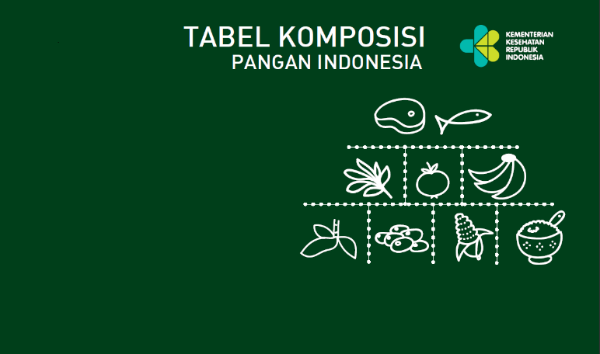 TABEL KOMPOSISI
PANGAN INDONESIA
KEMENTERIAN
KESEHATAN
REPUBLIK
INDONESIA